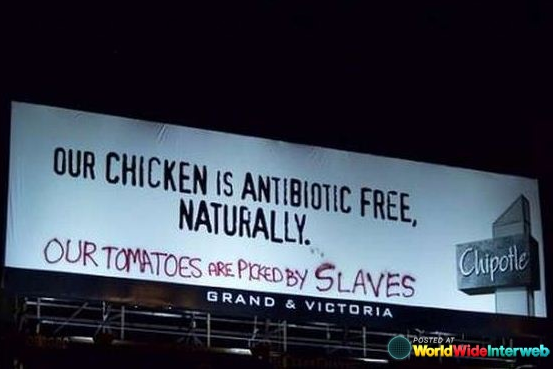 OUR CHICKEN IS ANTIBIOTIC FREE,
NATURALLY.
OUR TOMATOES ARE PICKED BY SLAVES
Chipotle
GRAND & VICTORIA
POSTED AT
WorldWideInterweb